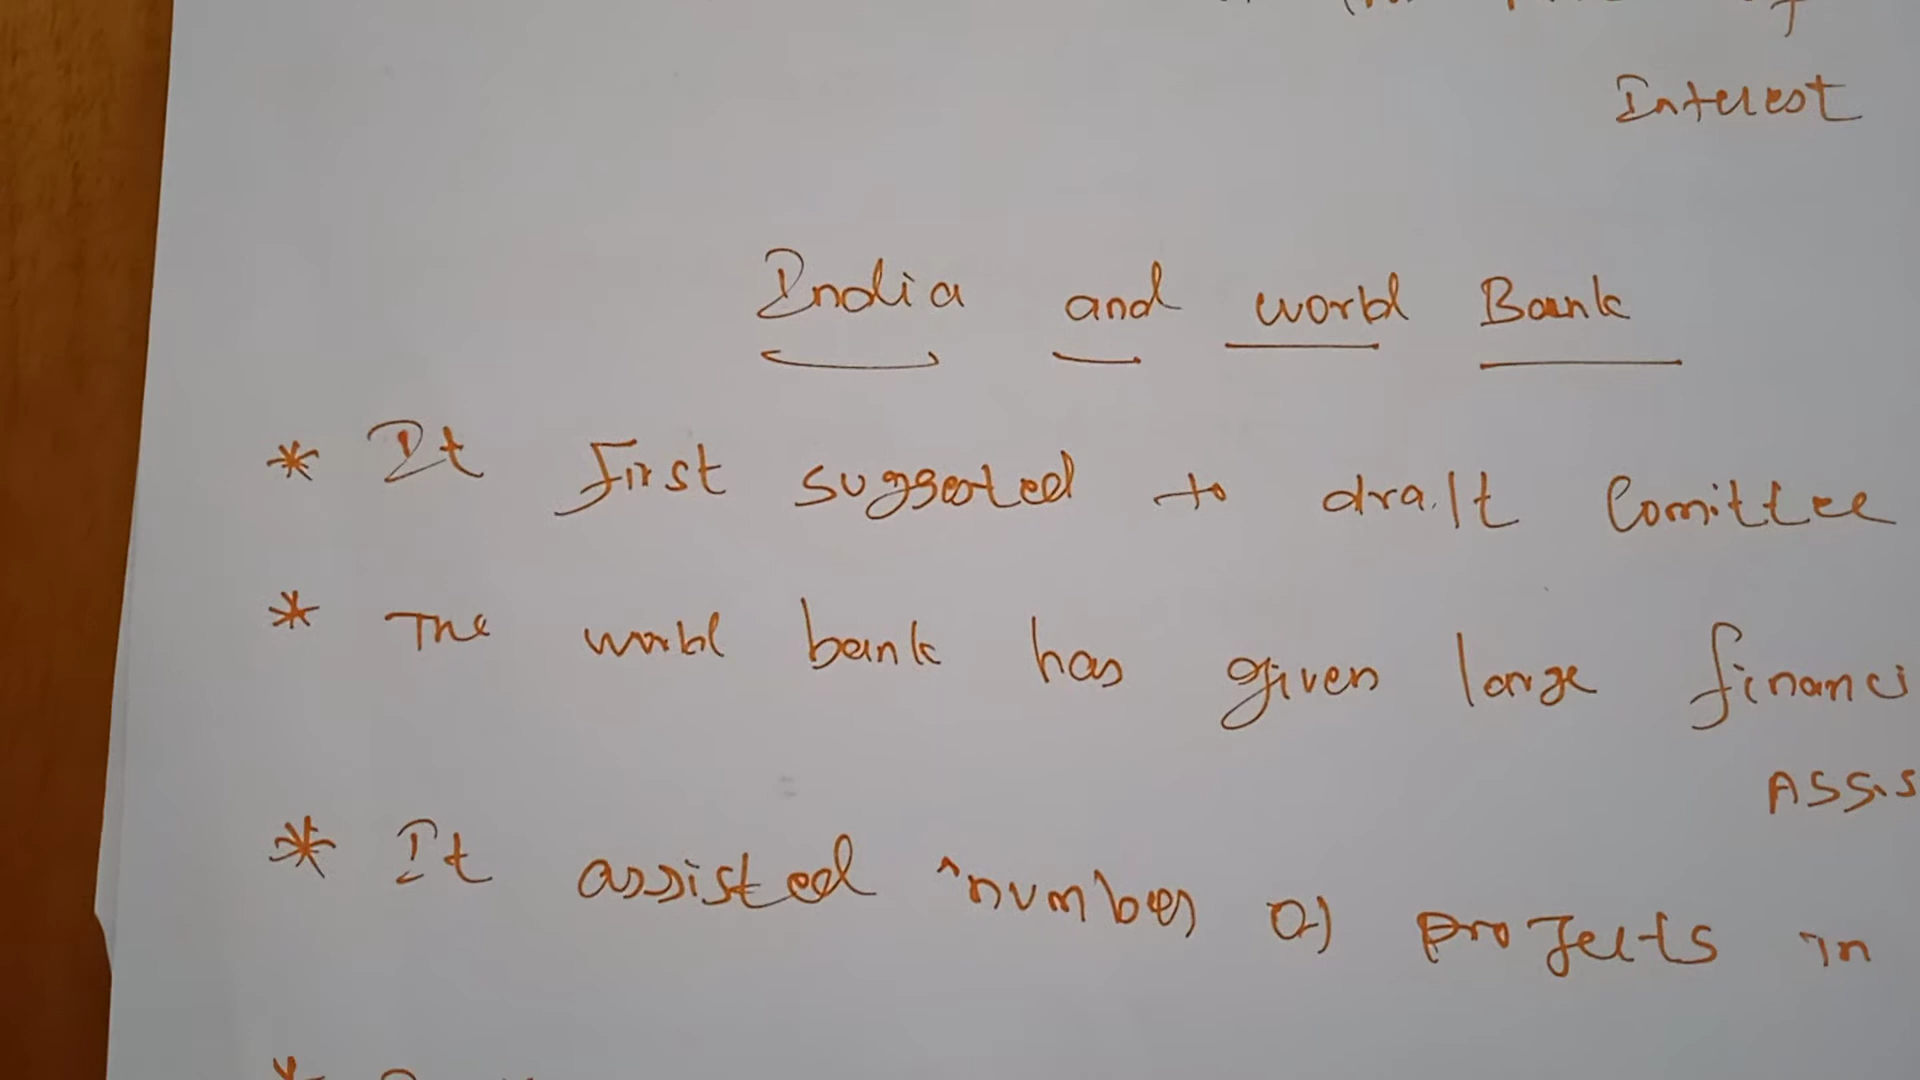 Interest
India and world Bank
* It first suggested to draft Comittee
* The world bank has given large financi
Assis
* It assisted number of projects in